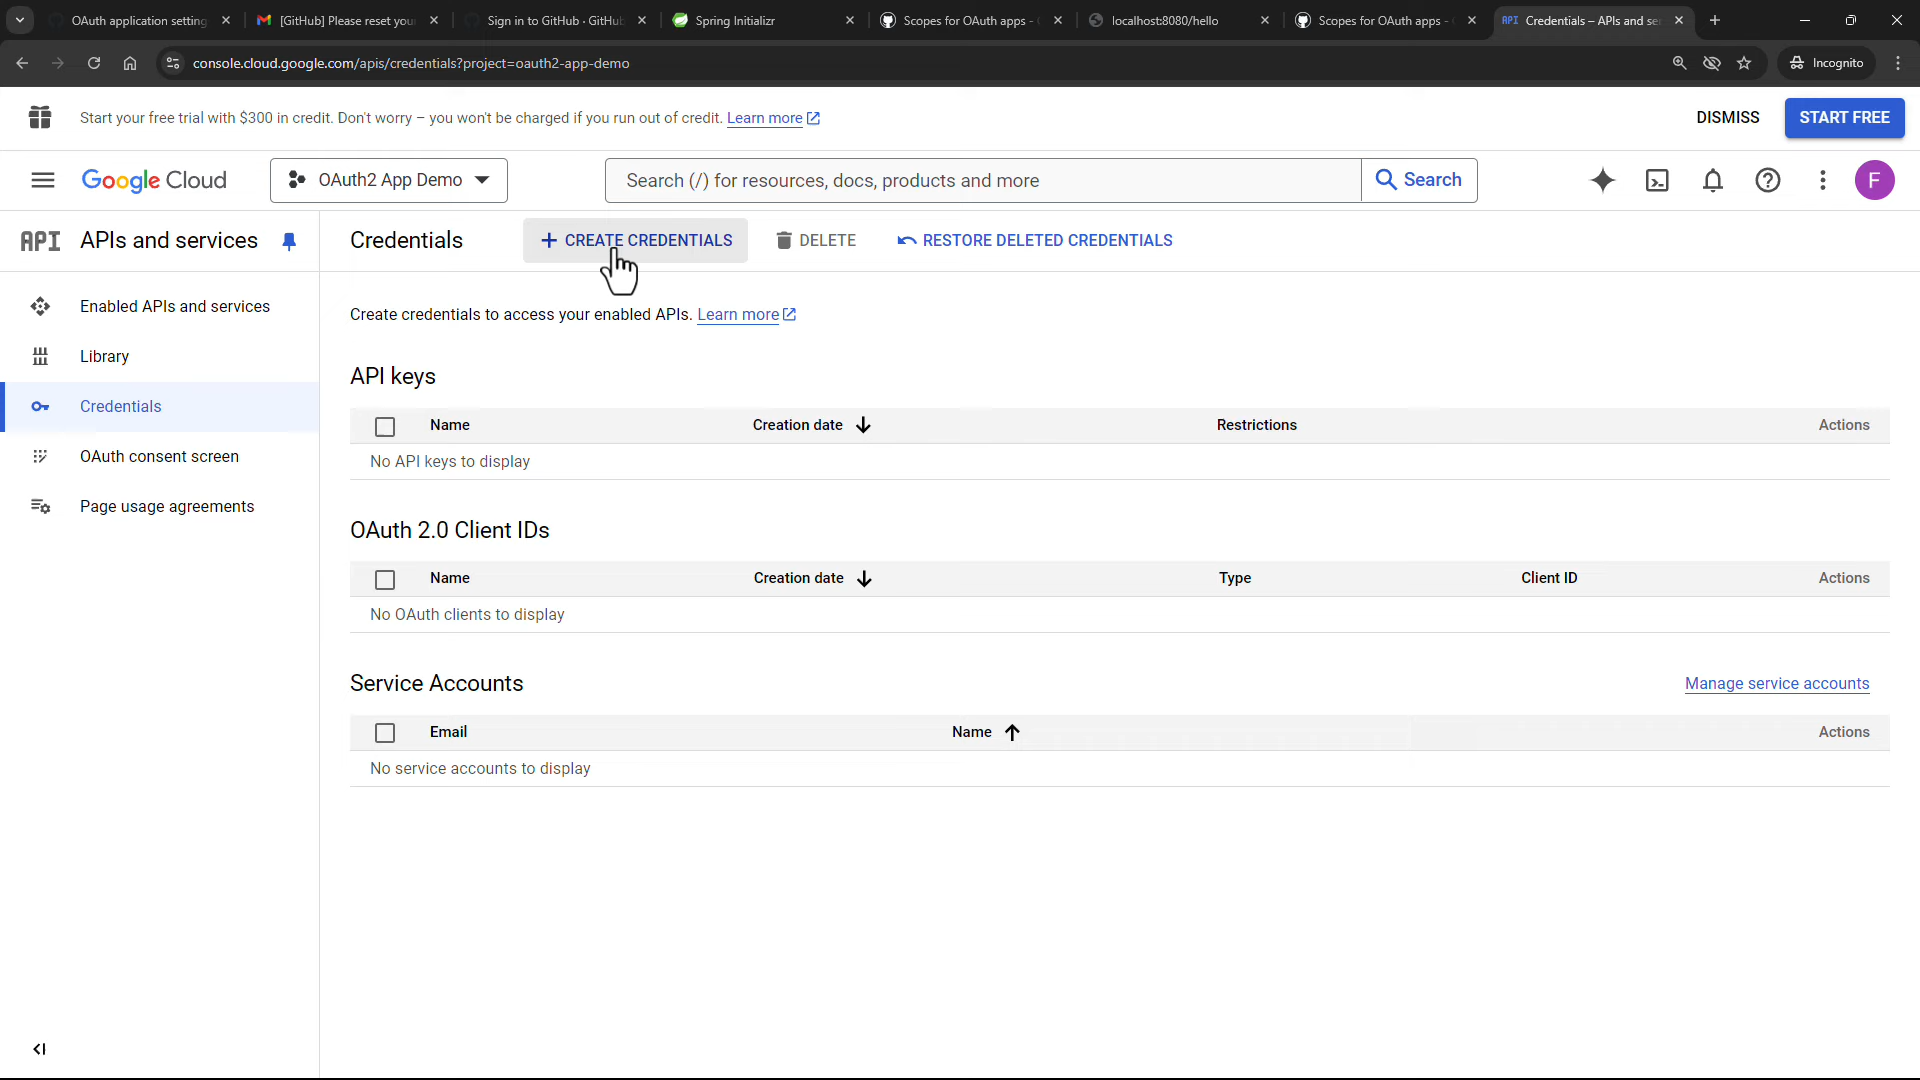 OAuth application setting
[GitHub] Please reset you
Sign in to GitHub · GitHub
Spring Initializr
Scopes for OAuth apps -
localhost:8080/hello
Scopes for OAuth apps -
API Credentials – APIs and se
console.cloud.google.com/apis/credentials?project=oauth2-app-demo
Incognito
Start your free trial with $300 in credit. Don't worry – you won't be charged if you run out of credit. Learn more
DISMISS
START FREE
Google Cloud
OAuth2 App Demo
Search (/) for resources, docs, products and more
Search
F
API APIs and services
Credentials
+ CREATE CREDENTIALS
DELETE
RESTORE DELETED CREDENTIALS
Enabled APIs and services
Library
Credentials
OAuth consent screen
Page usage agreements
Create credentials to access your enabled APIs. Learn more
API keys
Name Creation date Restrictions Actions
No API keys to display
OAuth 2.0 Client IDs
Name Creation date Type Client ID Actions
No OAuth clients to display
Service Accounts
Manage service accounts
Email Name Actions
No service accounts to display